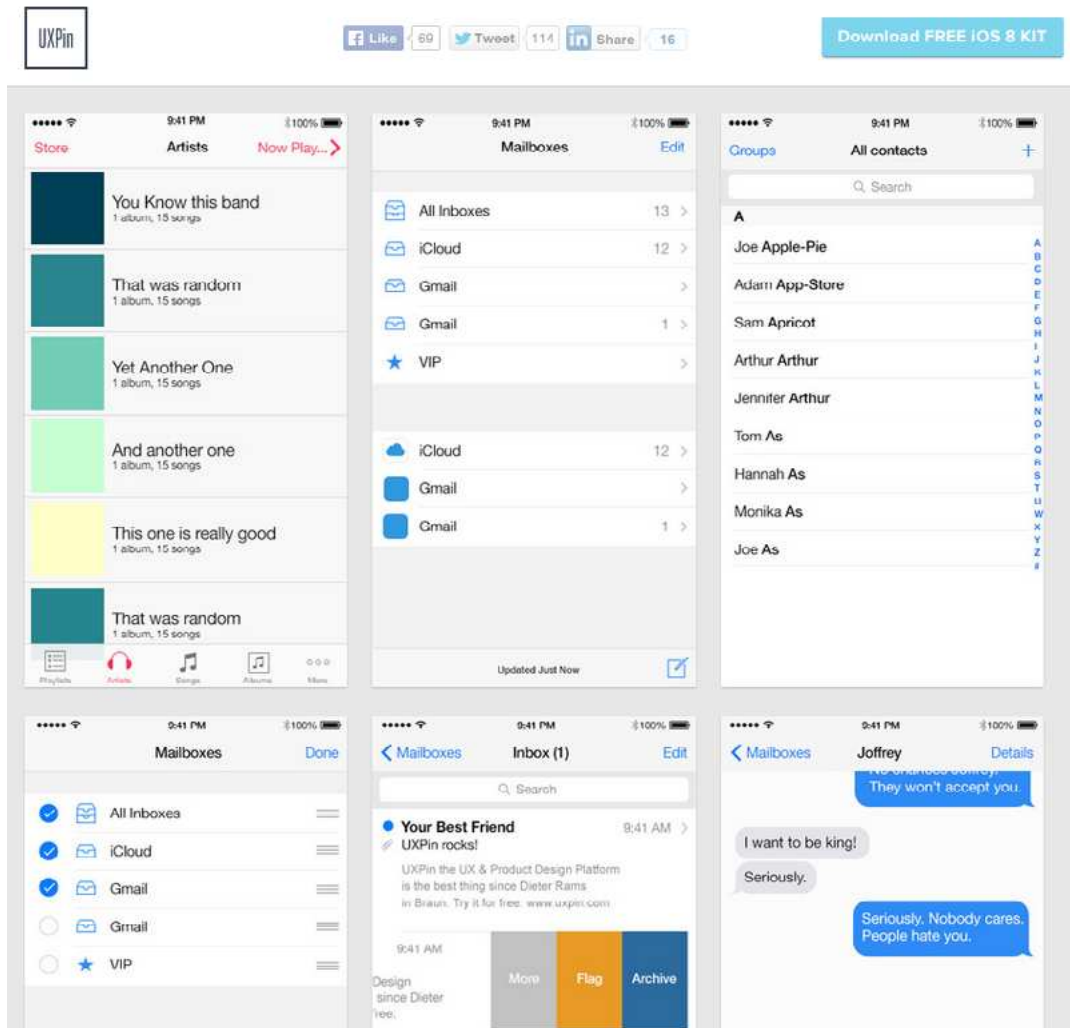 UXPin
Like 69 Tweet 114 in Share 16
Download FREE iOS 8 KIT
9:41 PM 100%
Store Artists Now Play...
You Know this band
1 album, 15 songs
That was random
1 album, 15 songs
Yet Another One
1 album, 15 songs
And another one
1 album, 15 songs
This one is really good
1 album, 15 songs
That was random
1 album, 15 songs
Playlists Artists Songs Albums More
9:41 PM 100%
Mailboxes Edit
All Inboxes 13
iCloud 12
Gmail
Gmail 1
VIP
iCloud 12
Gmail
Gmail 1
Updated Just Now
9:41 PM 100%
Groups All contacts +
Search
A
Joe Apple-Pie
Adam App-Store
Sam Apricot
Arthur Arthur
Jennifer Arthur
Tom As
Hannah As
Monika As
Joe As
A
B
C
D
E
F
G
H
I
J
K
L
M
N
O
P
Q
R
S
T
U
W
X
Y
Z
#
9:41 PM 100%
Mailboxes Done
All Inboxes
iCloud
Gmail
Gmail
VIP
9:41 PM 100%
Mailboxes Inbox (1) Edit
Search
Your Best Friend 9:41 AM
UXPin rocks!
UXPin the UX & Product Design Platform
is the best thing since Dieter Rams
in Braun. Try it for free: www.uxpin.com
9:41 AM
Design
since Dieter
More Flag Archive
9:41 PM 100%
Mailboxes Joffrey Details
No chances Joffrey.
They won't accept you.
I want to be king!
Seriously.
Seriously. Nobody cares.
People hate you.